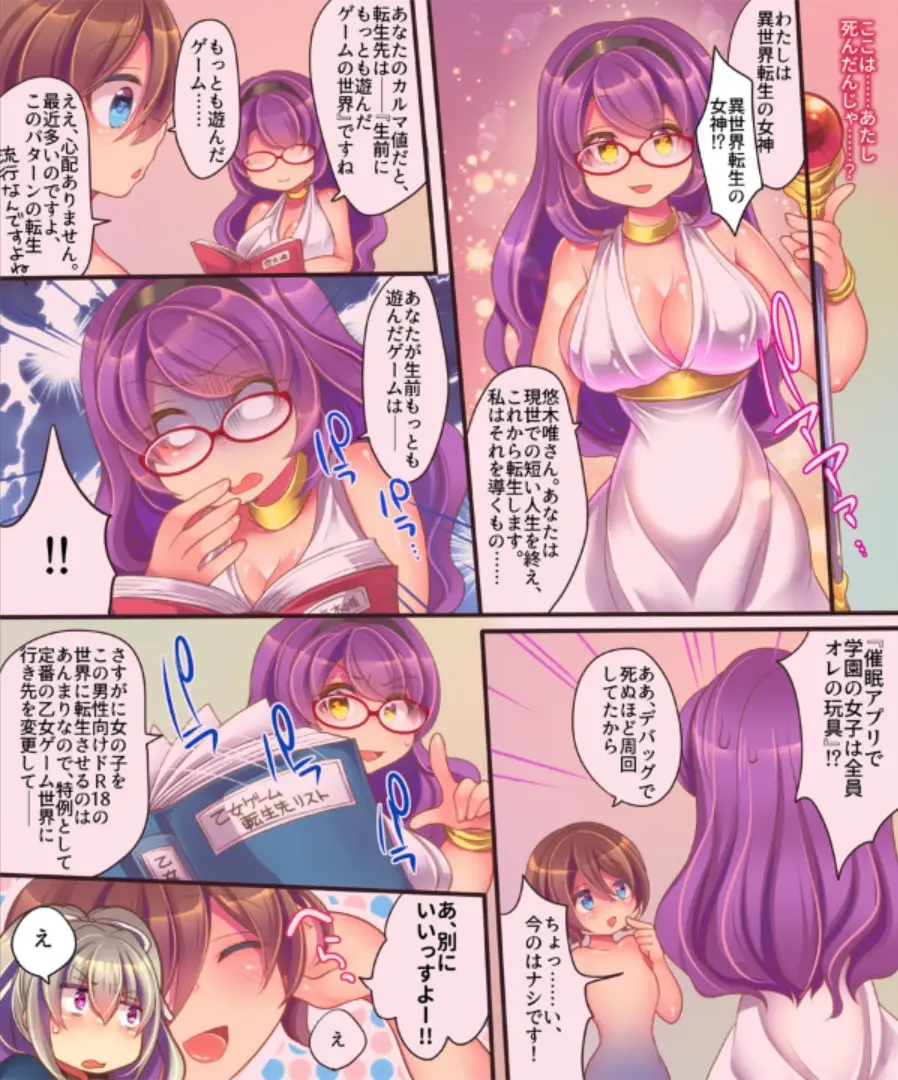 ここは……あたし
死んだんじゃ……？
わたしは
異世界転生の女神
異世界転生の
女神!?
パアアァ…
悠木唯さん。あなたは
現世での短い人生を終え、
これから転生します。
私はそれを導くもの……
あなたのカルマ値だと、
転生先は──『生前に
もっとも遊んだ
ゲームの世界』ですね
もっとも遊んだ
ゲーム……
ええ、心配ありません。
最近多いのですよ、
このパターンの転生
流行なんですよね
あなたが生前もっとも
遊んだゲームは──
パラ
パラ…
!!
『催眠アプリで
学園の女子は全員
オレの玩具』!?
ああ、デバッグで
死ぬほど周回
してたから
ちょっ……い、
今のはナシです！
さすがに女の子を
この男性向けドR18の
世界に転生させるのは
あんまりなので、特例として
定番の乙女ゲーム世界に
行き先を変更して──
パラ
パラ
乙女ゲーム
転生先リスト
乙女
あ、別に
いいっすよー!!
へら
え
え